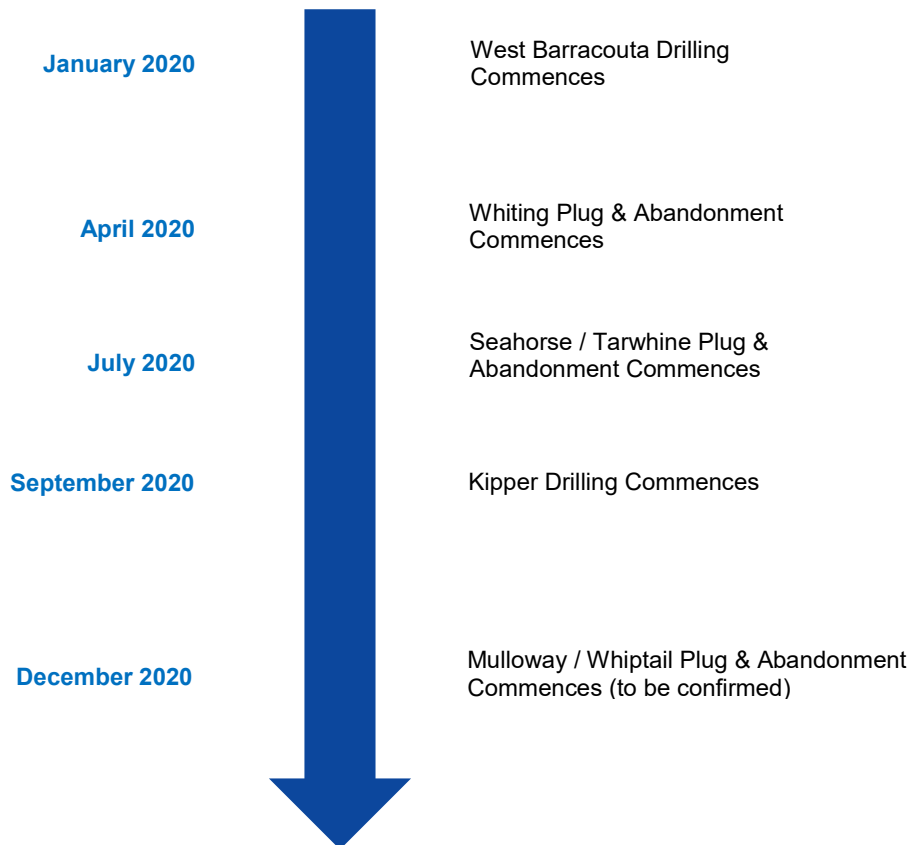 January 2020
West Barracouta Drilling
Commences
April 2020
Whiting Plug & Abandonment
Commences
July 2020
Seahorse / Tarwhine Plug &
Abandonment Commences
September 2020
Kipper Drilling Commences
December 2020
Mulloway / Whiptail Plug & Abandonment
Commences (to be confirmed)